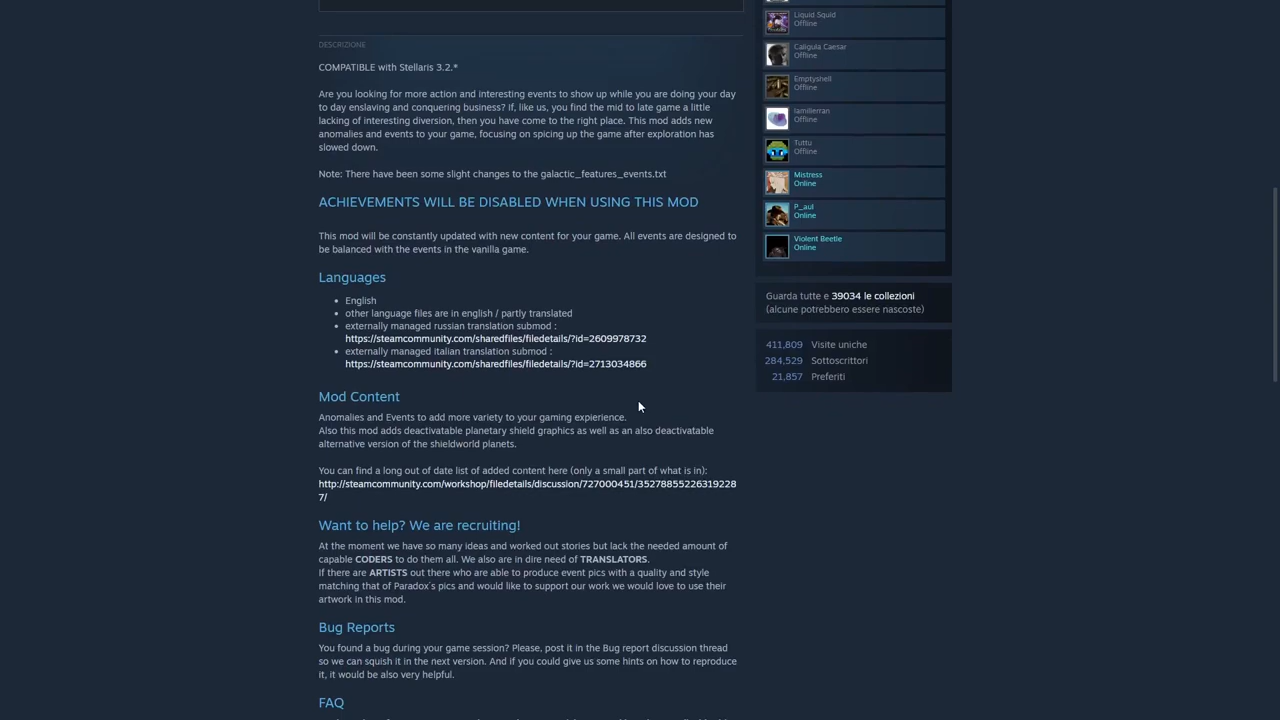 DESCRIZIONE
COMPATIBLE with Stellaris 3.2.*
Are you looking for more action and interesting events to show up while you are doing your day
to day enslaving and conquering business? if, like us, you find the mid to late game a little
lacking of interesting diversion, then you have come to the right place. This mod adds new
anomalies and events to your game, focusing on spicing up the game after exploration has
slowed down.
Note: There have been some slight changes to the galactic_features_events.txt
ACHIEVEMENTS WILL BE DISABLED WHEN USING THIS MOD
This mod will be constantly updated with new content for your game. All events are designed to
be balanced with the events in the vanilla game.
Languages
• English
• other language files are in english / partly translated
• externally managed russian translation submod :
https://steamcommunity.com/sharedfiles/filedetails/?id=2609978732
• externally managed italian translation submod :
https://steamcommunity.com/sharedfiles/filedetails/?id=2713034866
Mod Content
Anomalies and Events to add more variety to your gaming expierience.
Also this mod adds deactivatable planetary shield graphics as well as an also deactivatable
alternative version of the shieldworld planets.
You can find a long out of date list of added content here (only a small part of what is in):
http://steamcommunity.com/workshop/filedetails/discussion/727000451/35278855226319228
7/
Want to help? We are recruiting!
At the moment we have so many ideas and worked out stories but lack the needed amount of
capable CODERS to do them all. We also are in dire need of TRANSLATORS.
If there are ARTISTS out there who are able to produce event pics with a quality and style
matching that of Paradox's pics and would like to support our work we would love to use their
artwork in this mod.
Bug Reports
You found a bug during your game session? Please, post it in the Bug report discussion thread
so we can squish it in the next version. And if you could give us some hints on how to reproduce
it, it would be also very helpful.
FAQ
Liquid Squid
Offline
Caligula Caesar
Offline
Emptyshell
Offline
lamillerran
Offline
Tuttu
Offline
Mistress
Online
P_aul
Online
Violent Beetle
Online
Guarda tutte e 39034 le collezioni
(alcune potrebbero essere nascoste)
411,809 Visite uniche
284,529 Sottoscrittori
21,857 Preferiti